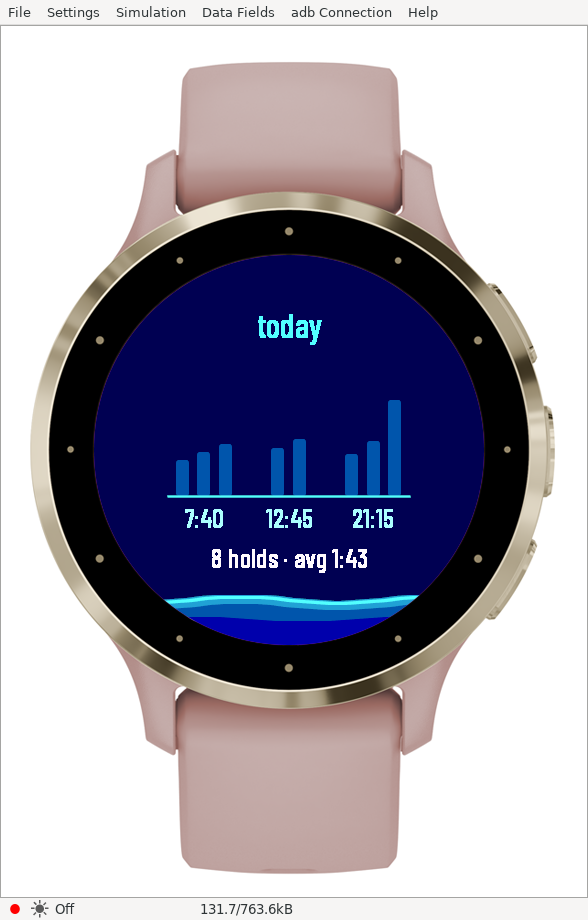 File Settings Simulation Data Fields adb Connection Help
today
7:40 12:45 21:15
8 holds · avg 1:43
Off 131.7/763.6kB